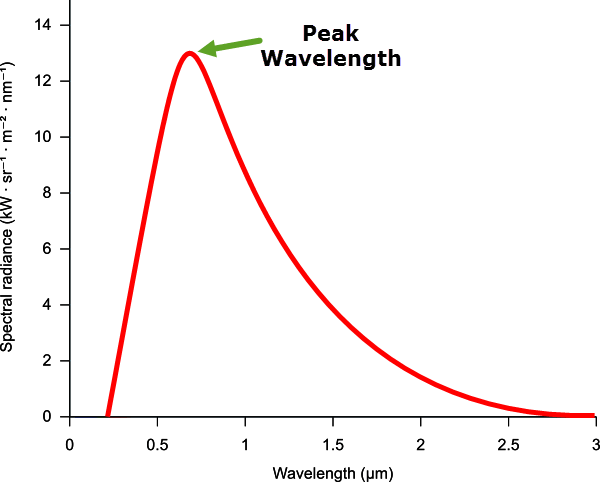 Peak
Wavelength
Spectral radiance (kW · sr⁻¹ · m⁻² · nm⁻¹)
14
12
10
8
6
4
2
0
0 0.5 1 1.5 2 2.5 3
Wavelength (µm)